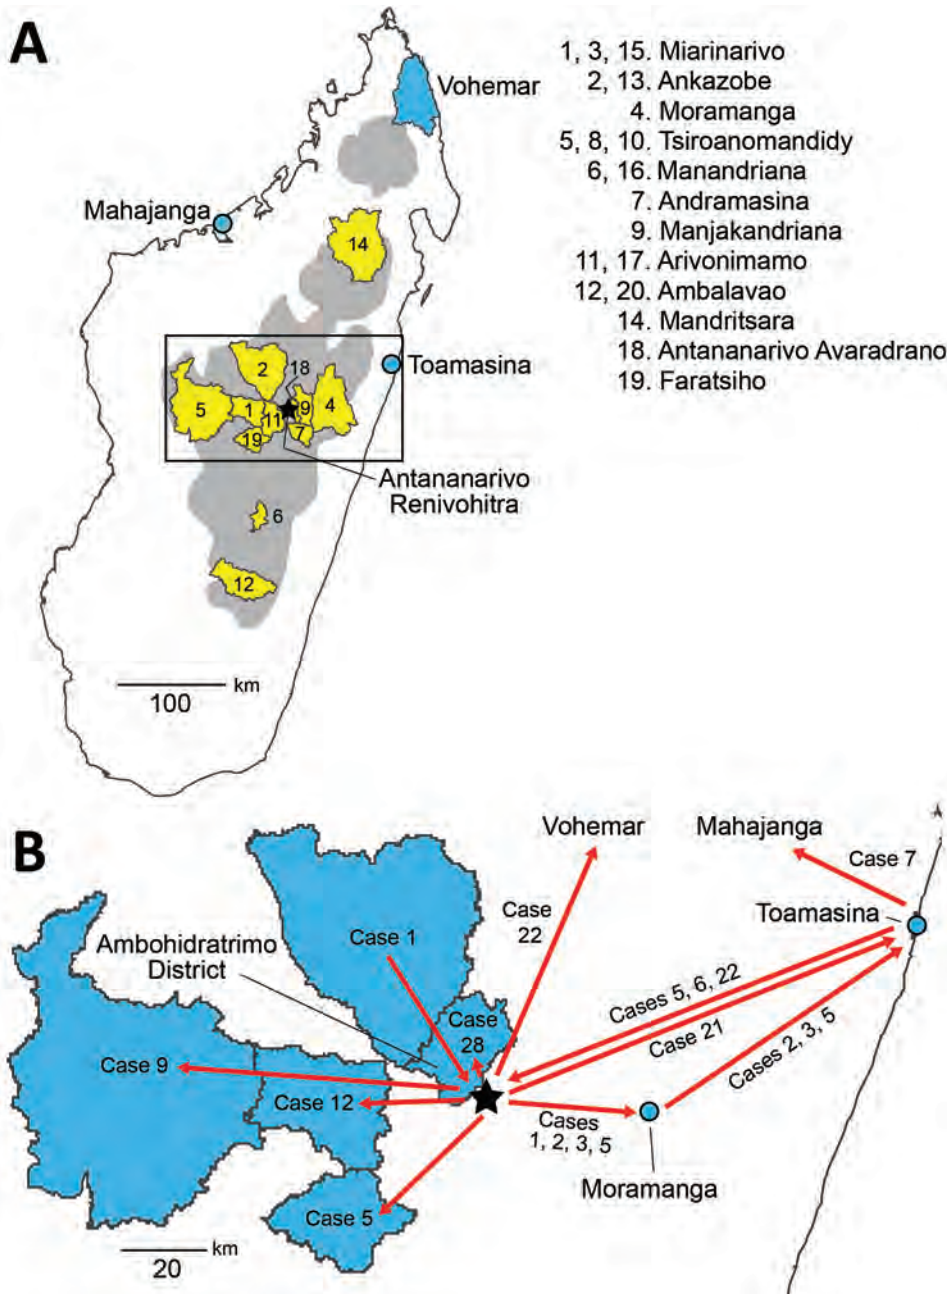 A
Vohemar
Mahajanga
14
Toamasina
2
18
5
1
11
9
4
19
7
Antananarivo
Renivohitra
6
12
km
100
1, 3, 15. Miarinarivo
2, 13. Ankazobe
4. Moramanga
5, 8, 10. Tsiroanomandidy
6, 16. Manandriana
7. Andramasina
9. Manjakandriana
11, 17. Arivonimamo
12, 20. Ambalavao
14. Mandritsara
18. Antananarivo Avaradrano
19. Faratsiho
B
Vohemar
Mahajanga
Case 7
Toamasina
Case
22
Ambohidratrimo
District
Case 1
Case
28
Cases 5, 6, 22
Case 21
Cases 2, 3, 5
Case 9
Case 12
Cases
1, 2, 3, 5
Moramanga
Case 5
km
20